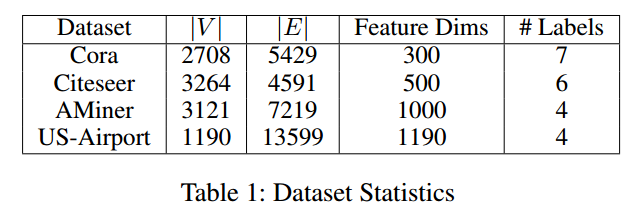 Dataset |V| |E| Feature Dims # Labels
Cora 2708 5429 300 7
Citeseer 3264 4591 500 6
AMiner 3121 7219 1000 4
US-Airport 1190 13599 1190 4
Table 1: Dataset Statistics